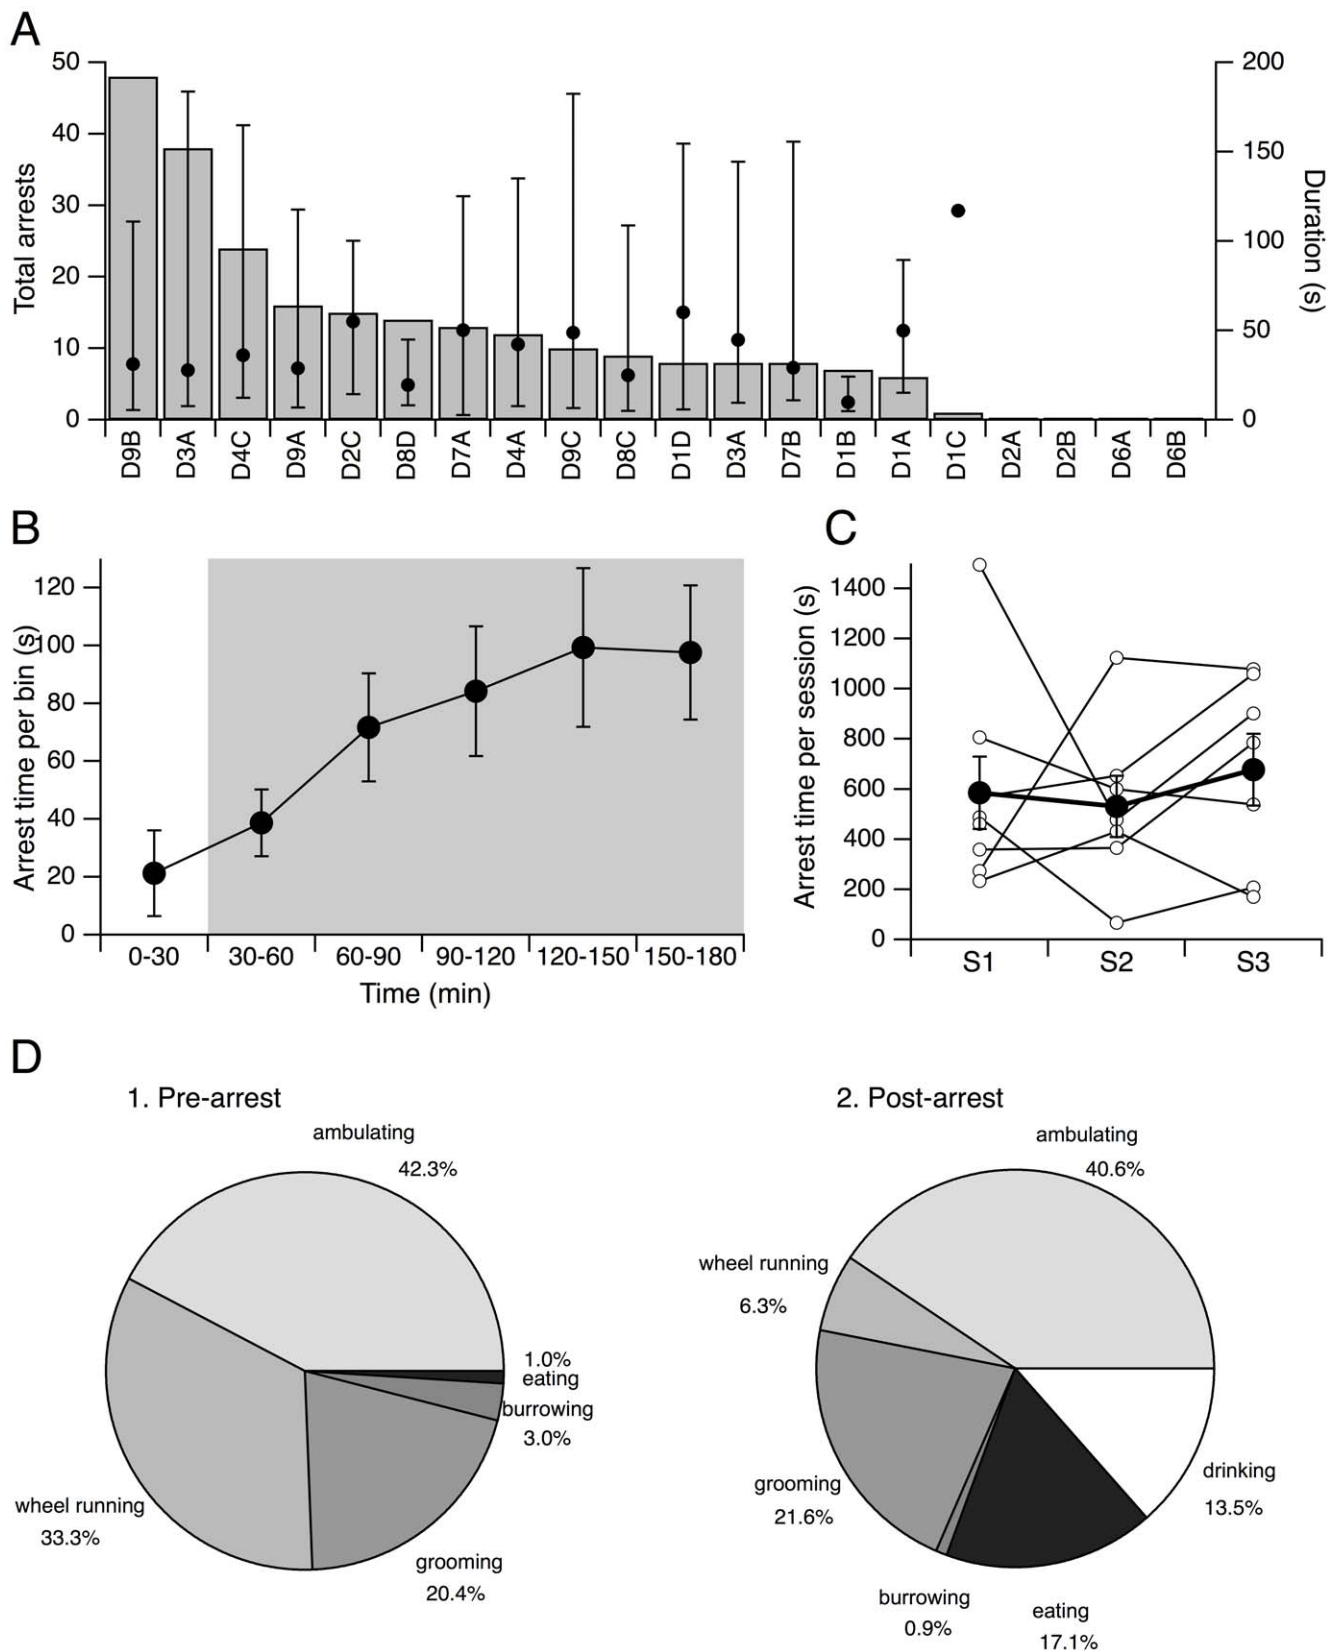 A
50
40
30
20
10
0
Total arrests
200
150
100
50
0
Duration (s)
D9B D3A D4C D9A D2C D8D D7A D4A D9C D8C D1D D3A D7B D1B D1A D1C D2A D2B D6A D6B
B
120
100
80
60
40
20
0
Arrest time per bin (s)
0-30 30-60 60-90 90-120 120-150 150-180
Time (min)
C
1400
1200
1000
800
600
400
200
0
Arrest time per session (s)
S1 S2 S3
D
1. Pre-arrest
ambulating
42.3%
1.0%
eating
burrowing
3.0%
wheel running
33.3%
grooming
20.4%
2. Post-arrest
ambulating
40.6%
wheel running
6.3%
grooming
21.6%
drinking
13.5%
burrowing
0.9%
eating
17.1%